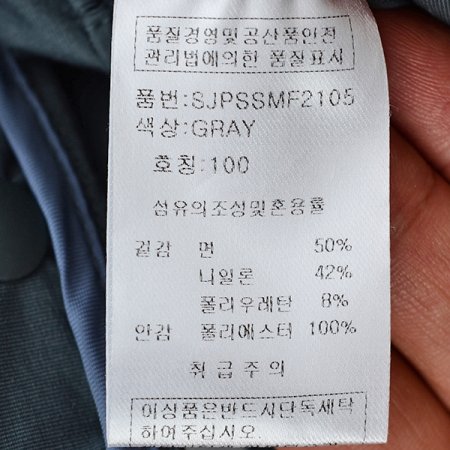 품질경영및공산품안전
관리법에의한 품질표시
품번:SJPSSMF2105
색상:GRAY
호칭:100
섬유의조성및혼용률
겉감 면 50%
나일론 42%
폴리우레탄 8%
안감 폴리에스터 100%
취급주의
이상품은반드시단독세탁
하여주십시오.